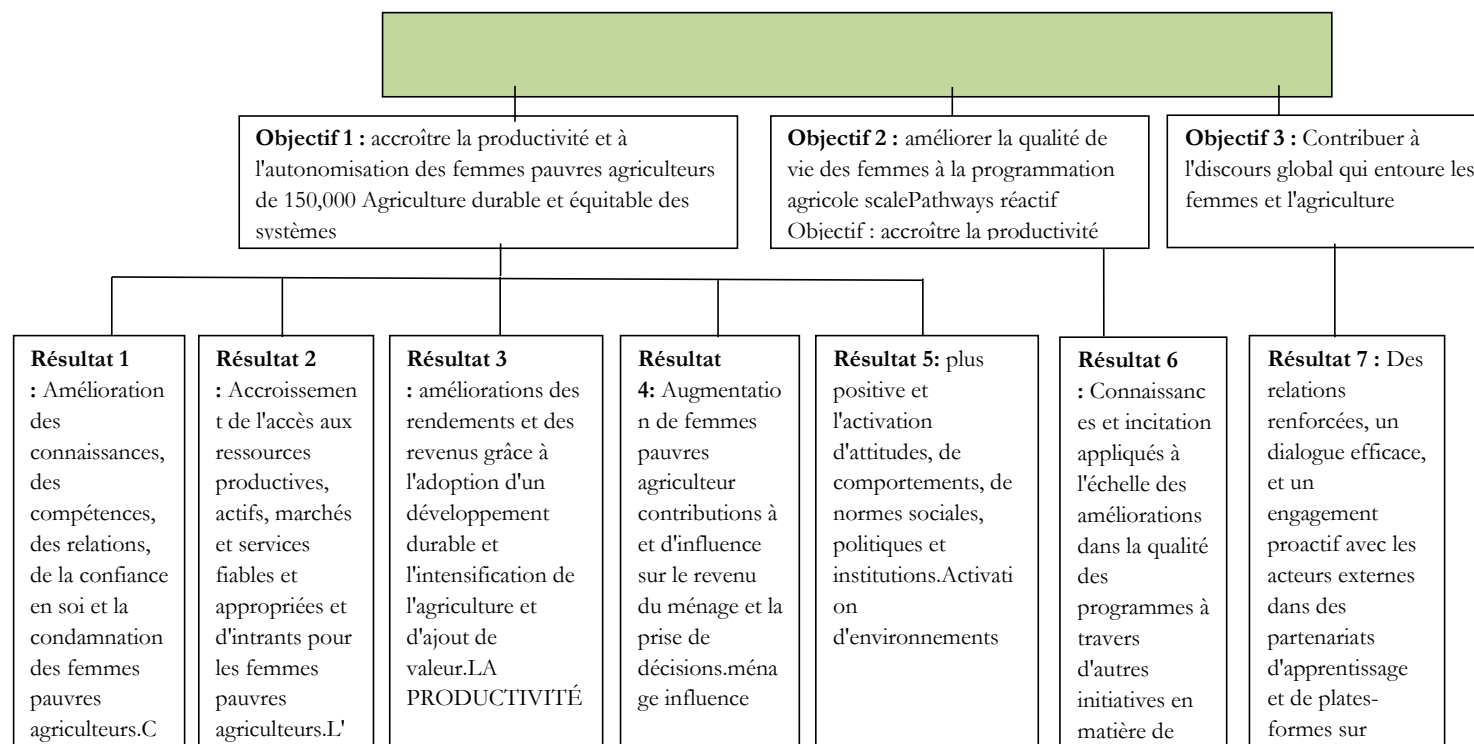 Objectif 1 : accroître la productivité et à
l'autonomisation des femmes pauvres agriculteurs
de 150,000 Agriculture durable et équitable des
systèmes
Objectif 2 : améliorer la qualité de
vie des femmes à la programmation
agricole scalePathways réactif
Objectif : accroître la productivité
Objectif 3 : Contribuer à
l'discours global qui entoure les
femmes et l'agriculture
Résultat 1
: Amélioration
des
connaissances,
des
compétences,
des relations,
de la confiance
en soi et la
condamnation
des femmes
pauvres
agriculteurs.C
Résultat 2
: Accroissemen
t de l'accès aux
ressources
productives,
actifs, marchés
et services
fiables et
appropriées et
d'intrants pour
les femmes
pauvres
agriculteurs.L'
Résultat 3
: améliorations des
rendements et des
revenus grâce à
l'adoption d'un
développement
durable et
l'intensification de
l'agriculture et
d'ajout de
valeur.LA
PRODUCTIVITÉ
Résultat
4: Augmentatio
n de femmes
pauvres
agriculteur
contributions à
et d'influence
sur le revenu
du ménage et la
prise de
décisions.ména
ge influence
Résultat 5: plus
positive et
l'activation
d'attitudes, de
comportements, de
normes sociales,
politiques et
institutions.Activati
on
d'environnements
Résultat 6
: Connaissanc
es et incitation
appliqués à
l'échelle des
améliorations
dans la qualité
des
programmes à
travers
d'autres
initiatives en
matière de
Résultat 7 : Des
relations
renforcées, un
dialogue efficace,
et un
engagement
proactif avec les
acteurs externes
dans des
partenariats
d'apprentissage
et de plates-
formes sur